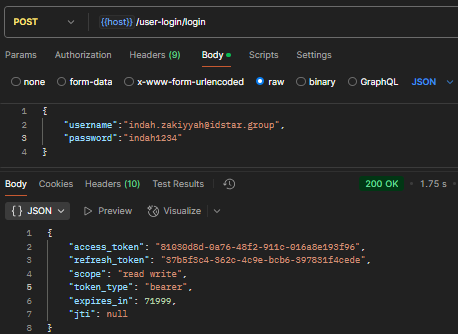 POST {{host}} /user-login/login
Params Authorization Headers (9) Body Scripts Settings
none form-data x-www-form-urlencoded raw binary GraphQL JSON
1 {
2 "username":"indah.zakiyyah@idstar.group",
3 "password":"indah1234"
4 }
Body Cookies Headers (10) Test Results 200 OK 1.75 s
{} JSON Preview Visualize
1 {
2 "access_token": "81030d8d-0a76-48f2-911c-016a8e193f96",
3 "refresh_token": "37b5f3c4-362c-4c9e-bcb6-397831f4cede",
4 "scope": "read write",
5 "token_type": "bearer",
6 "expires_in": 71999,
7 "jti": null
8 }